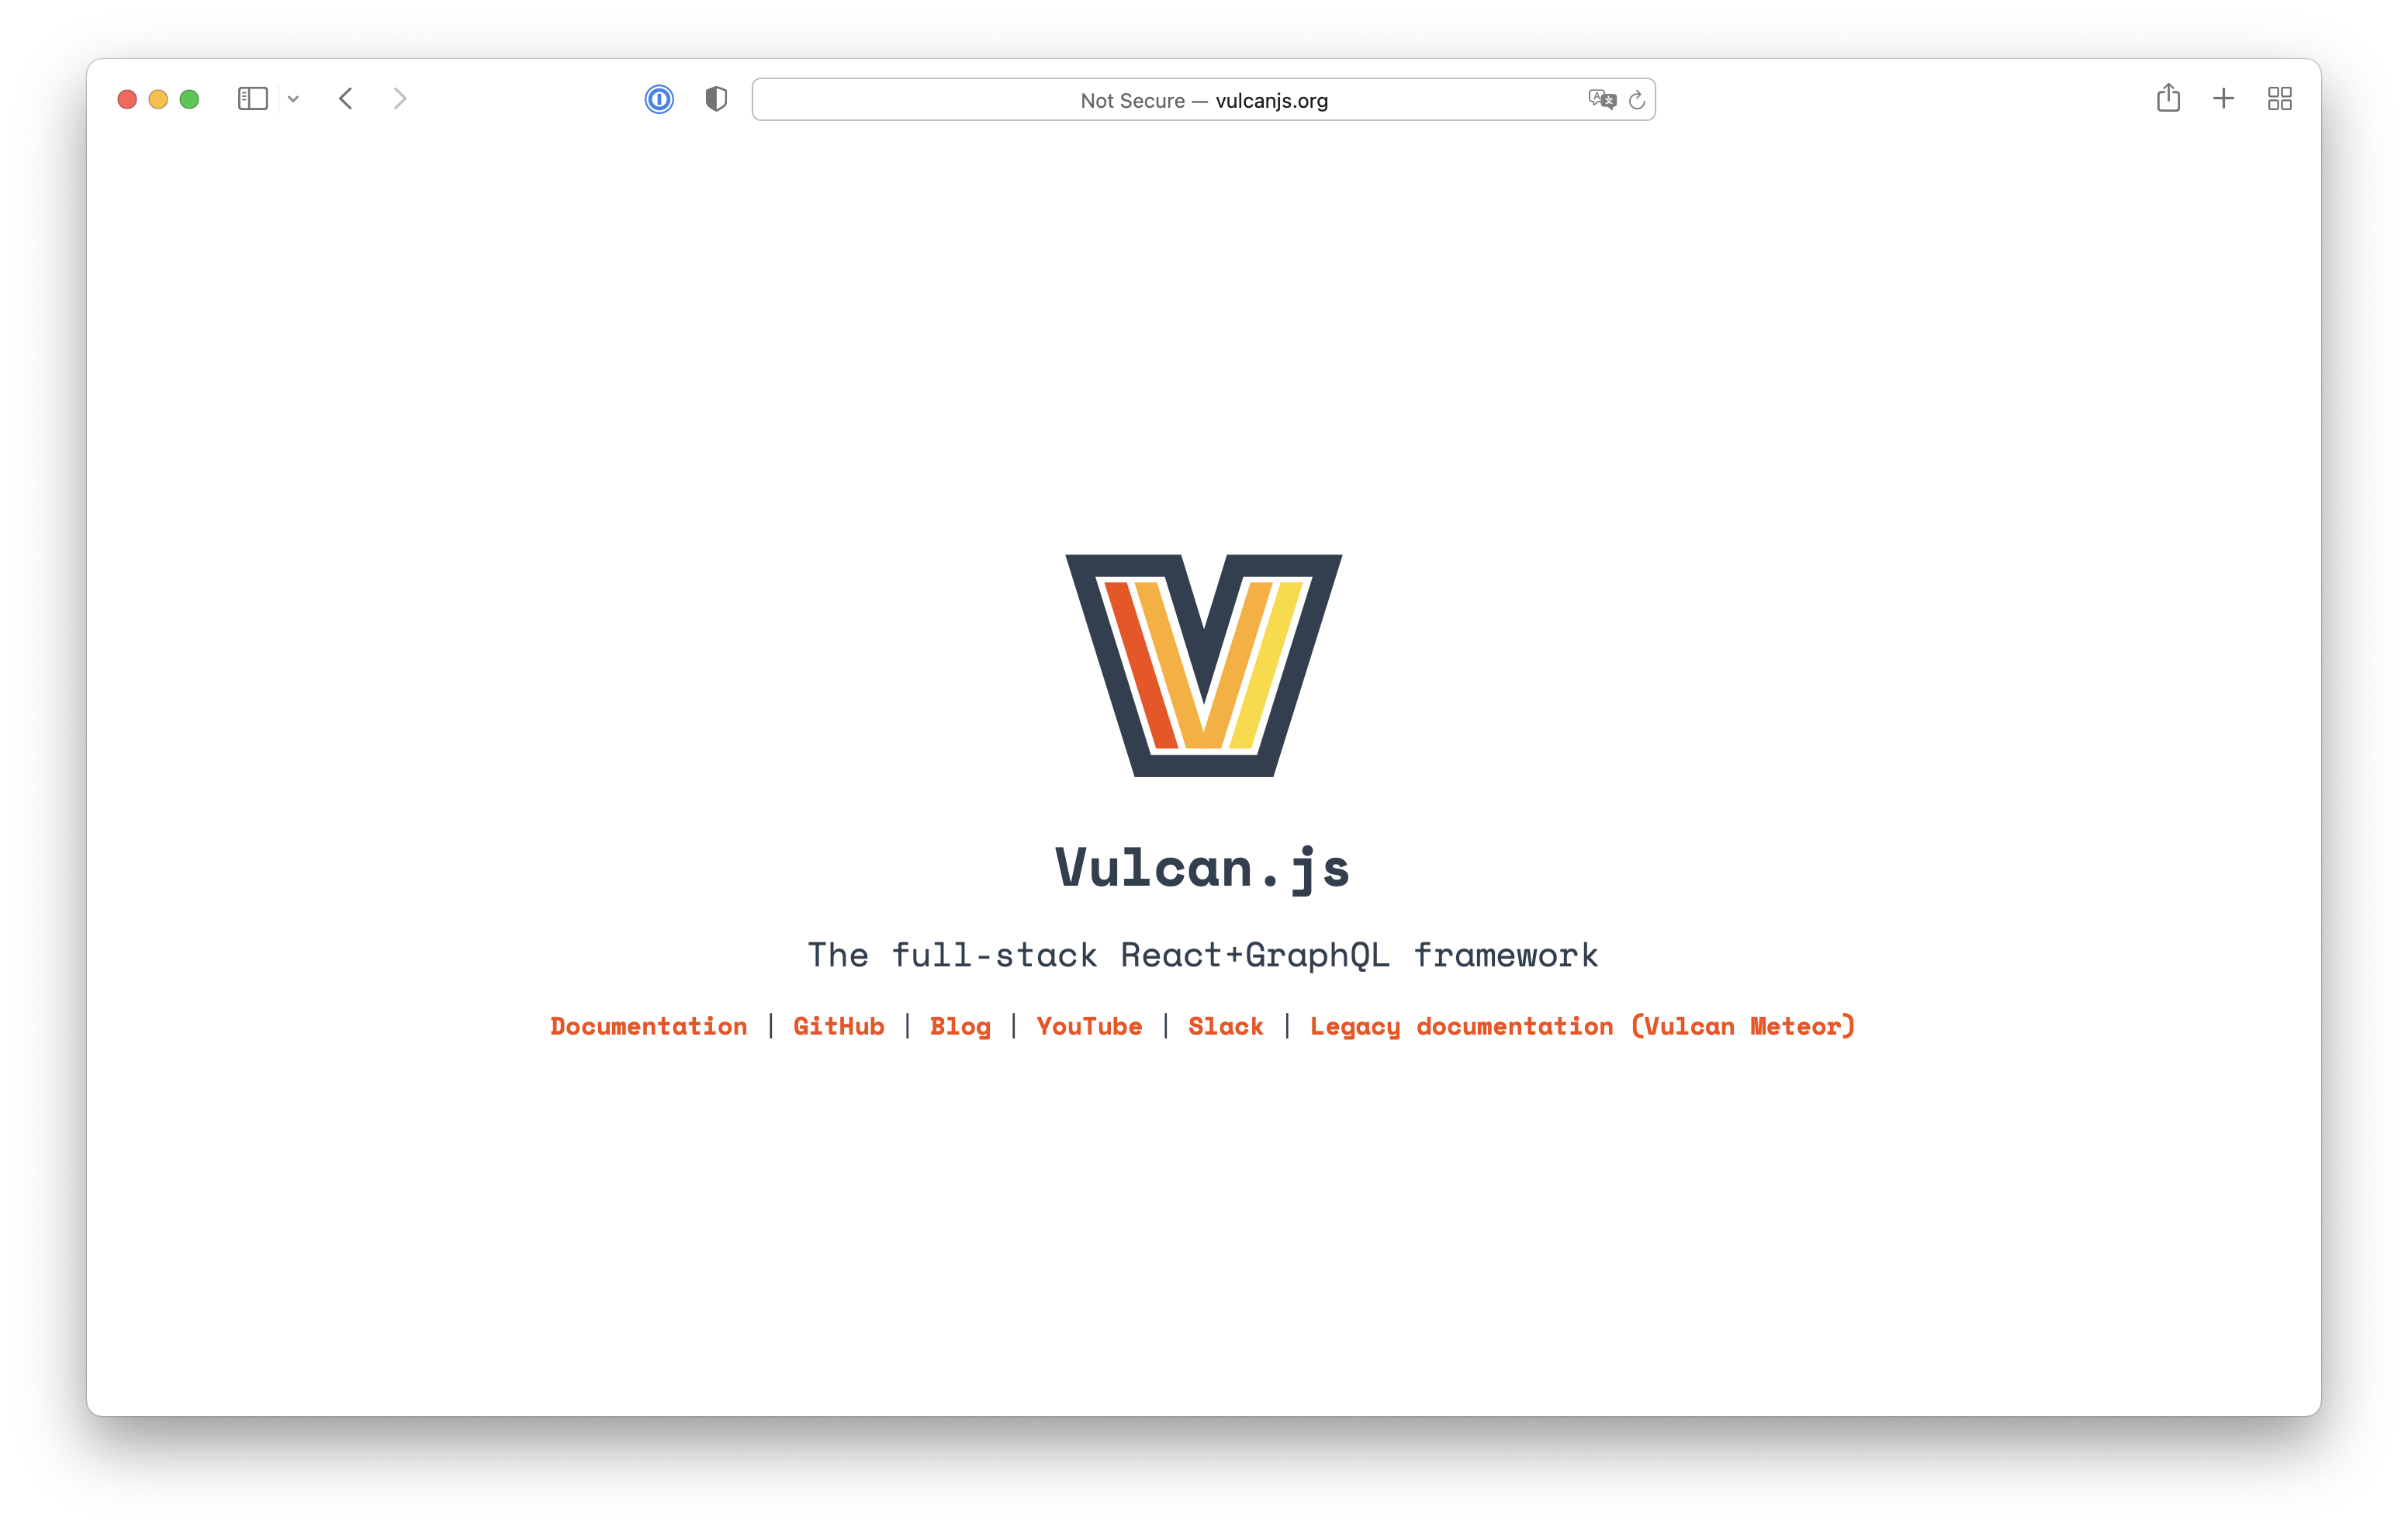 Not Secure — vulcanjs.org
Vulcan.js
The full-stack React+GraphQL framework
Documentation | GitHub | Blog | YouTube | Slack | Legacy documentation (Vulcan Meteor)